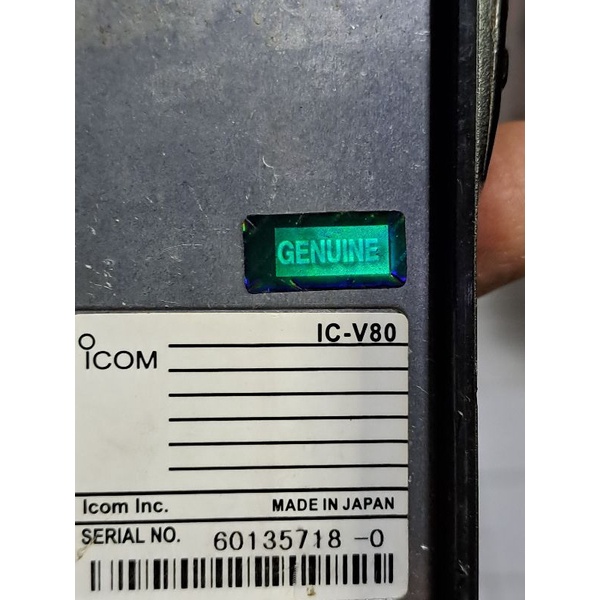 GENUINE
IC-V80
ICOM
Icom Inc. MADE IN JAPAN
SERIAL NO. 60135718 -0